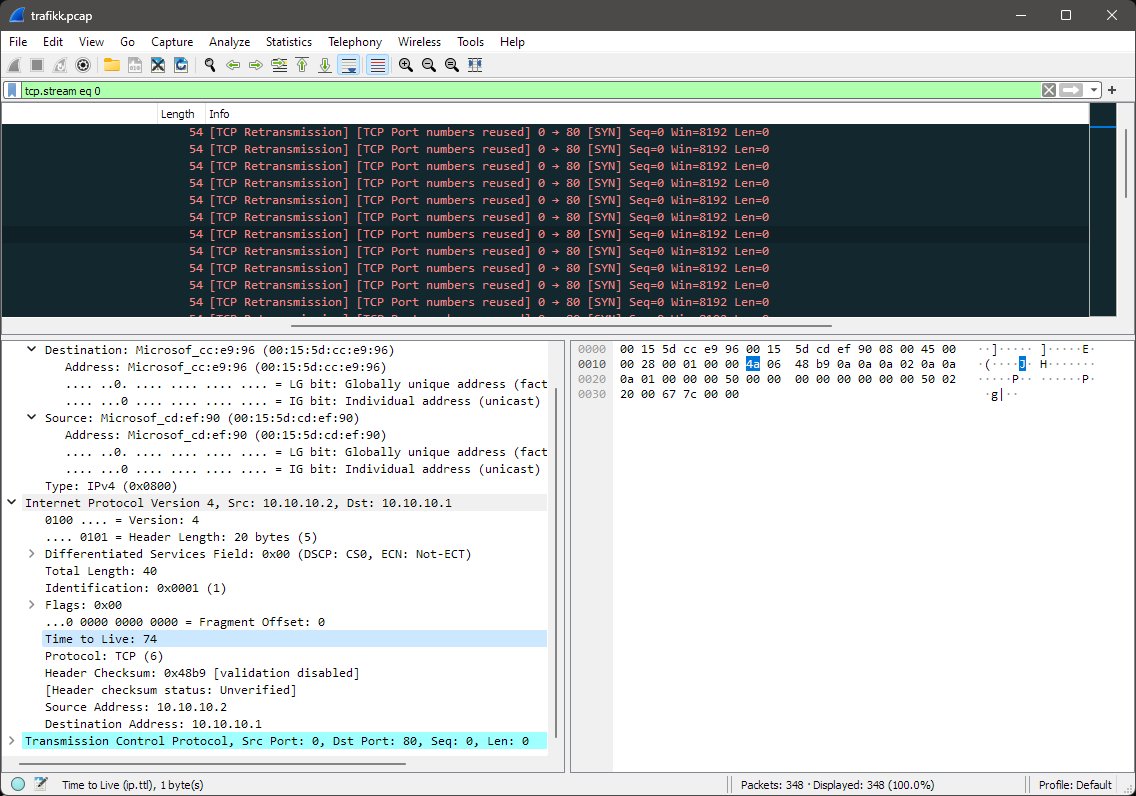 trafikk.pcap
File Edit View Go Capture Analyze Statistics Telephony Wireless Tools Help
tcp.stream eq 0
Length Info
54 [TCP Retransmission] [TCP Port numbers reused] 0 → 80 [SYN] Seq=0 Win=8192 Len=0
54 [TCP Retransmission] [TCP Port numbers reused] 0 → 80 [SYN] Seq=0 Win=8192 Len=0
54 [TCP Retransmission] [TCP Port numbers reused] 0 → 80 [SYN] Seq=0 Win=8192 Len=0
54 [TCP Retransmission] [TCP Port numbers reused] 0 → 80 [SYN] Seq=0 Win=8192 Len=0
54 [TCP Retransmission] [TCP Port numbers reused] 0 → 80 [SYN] Seq=0 Win=8192 Len=0
54 [TCP Retransmission] [TCP Port numbers reused] 0 → 80 [SYN] Seq=0 Win=8192 Len=0
54 [TCP Retransmission] [TCP Port numbers reused] 0 → 80 [SYN] Seq=0 Win=8192 Len=0
54 [TCP Retransmission] [TCP Port numbers reused] 0 → 80 [SYN] Seq=0 Win=8192 Len=0
54 [TCP Retransmission] [TCP Port numbers reused] 0 → 80 [SYN] Seq=0 Win=8192 Len=0
54 [TCP Retransmission] [TCP Port numbers reused] 0 → 80 [SYN] Seq=0 Win=8192 Len=0
54 [TCP Retransmission] [TCP Port numbers reused] 0 → 80 [SYN] Seq=0 Win=8192 Len=0
Destination: Microsof_cc:e9:96 (00:15:5d:cc:e9:96)
Address: Microsof_cc:e9:96 (00:15:5d:cc:e9:96)
.... ..0. .... .... .... .... = LG bit: Globally unique address (fact
.... ...0 .... .... .... .... = IG bit: Individual address (unicast)
Source: Microsof_cd:ef:90 (00:15:5d:cd:ef:90)
Address: Microsof_cd:ef:90 (00:15:5d:cd:ef:90)
.... ..0. .... .... .... .... = LG bit: Globally unique address (fact
.... ...0 .... .... .... .... = IG bit: Individual address (unicast)
Type: IPv4 (0x0800)
Internet Protocol Version 4, Src: 10.10.10.2, Dst: 10.10.10.1
0100 .... = Version: 4
.... 0101 = Header Length: 20 bytes (5)
Differentiated Services Field: 0x00 (DSCP: CS0, ECN: Not-ECT)
Total Length: 40
Identification: 0x0001 (1)
Flags: 0x00
...0 0000 0000 0000 = Fragment Offset: 0
Time to Live: 74
Protocol: TCP (6)
Header Checksum: 0x48b9 [validation disabled]
[Header checksum status: Unverified]
Source Address: 10.10.10.2
Destination Address: 10.10.10.1
Transmission Control Protocol, Src Port: 0, Dst Port: 80, Seq: 0, Len: 0
0000 00 15 5d cc e9 96 00 15 5d cd ef 90 08 00 45 00 ··]····· ]·····E·
0010 00 28 00 01 00 00 4a 06 48 b9 0a 0a 0a 02 0a 0a ·(····J· H·······
0020 0a 01 00 00 00 50 00 00 00 00 00 00 00 00 50 02 ·····P·· ······P·
0030 20 00 67 7c 00 00 ·g|··
Time to Live (ip.ttl), 1 byte(s)
Packets: 348 · Displayed: 348 (100.0%)
Profile: Default